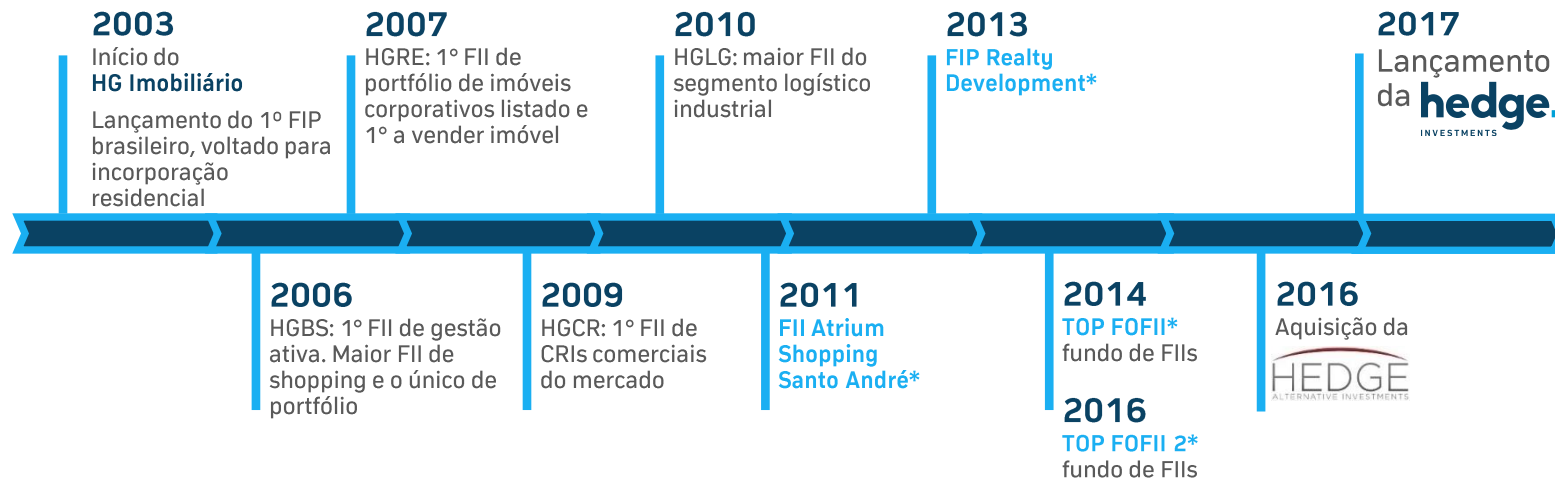 2003
Início do
HG Imobiliário
Lançamento do 1º FIP
brasileiro, voltado para
incorporação
residencial
2007
HGRE: 1° FII de
portfólio de imóveis
corporativos listado e
1° a vender imóvel
2010
HGLG: maior FII do
segmento logístico
industrial
2013
FIP Realty
Development*
2017
Lançamento
da hedge.
INVESTMENTS
2006
HGBS: 1° FII de gestão
ativa. Maior FII de
shopping e o único de
portfólio
2009
HGCR: 1° FII de
CRIs comerciais
do mercado
2011
FII Atrium
Shopping
Santo André*
2014
TOP FOFII*
fundo de FIIs
2016
TOP FOFII 2*
fundo de FIIs
2016
Aquisição da
HEDGE
ALTERNATIVE INVESTMENTS